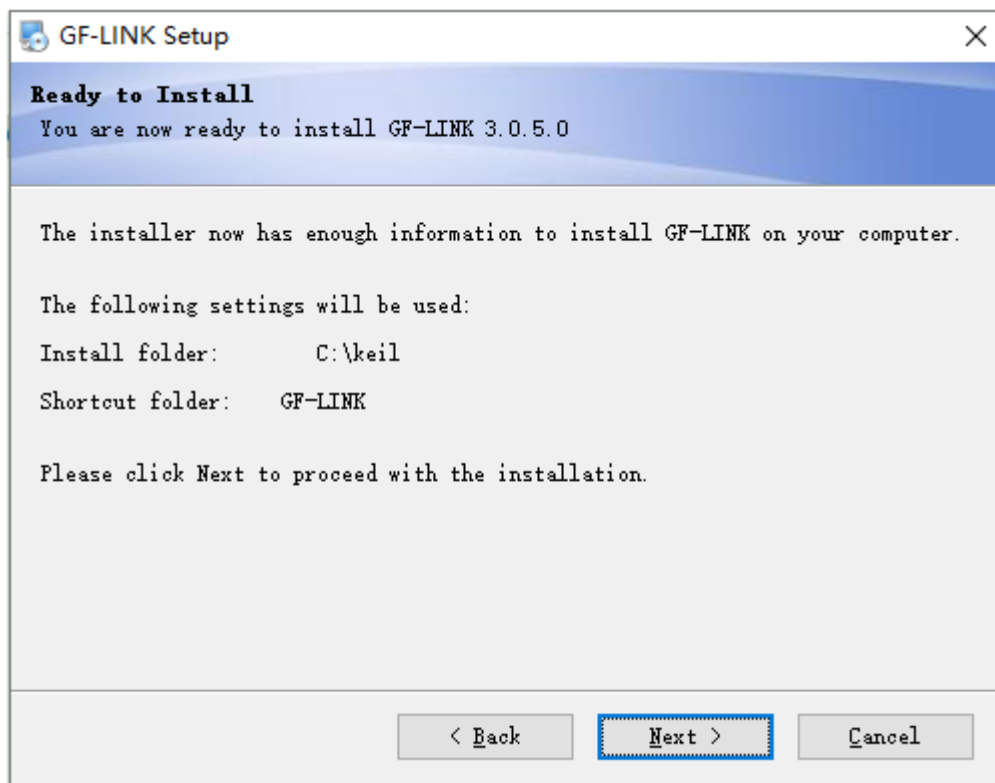 GF-LINK Setup
Ready to Install
You are now ready to install GF-LINK 3.0.5.0
The installer now has enough information to install GF-LINK on your computer.
The following settings will be used:
Install folder: C:\keil
Shortcut folder: GF-LINK
Please click Next to proceed with the installation.
< Back Next > Cancel